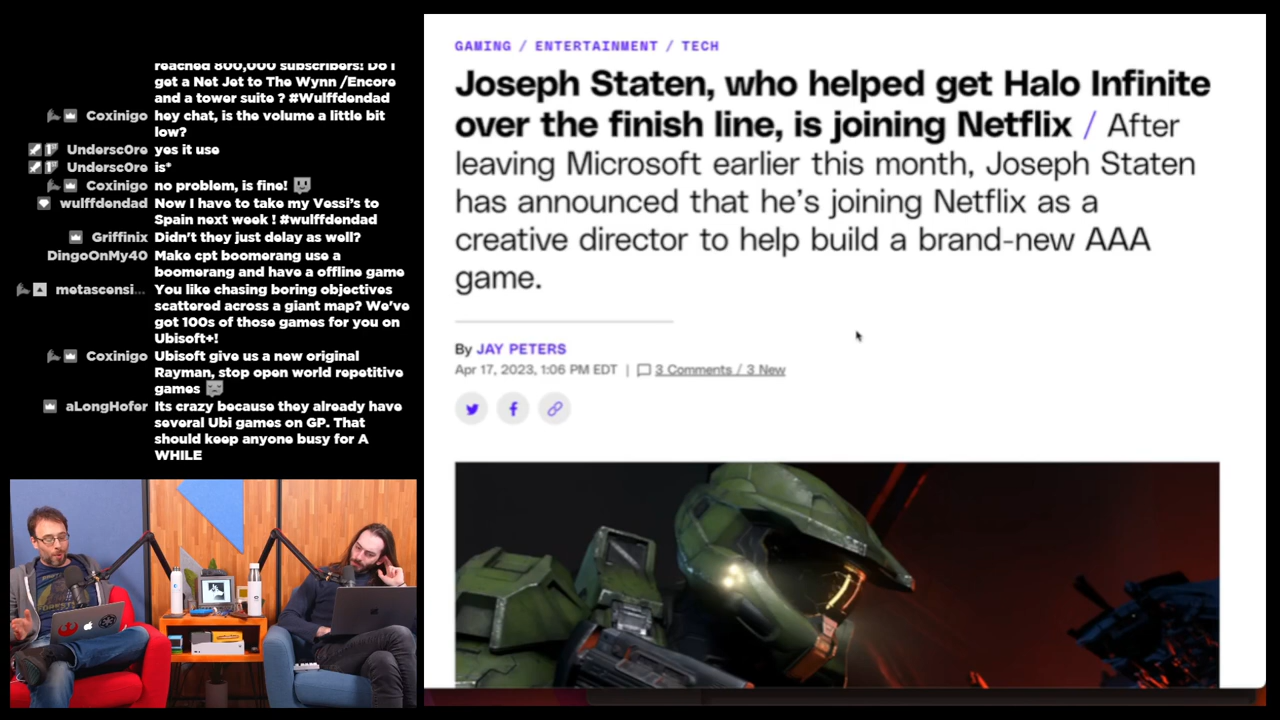 reached 800,000 subscribers! Do I
get a Net Jet to The Wynn /Encore
and a tower suite ? #Wulffdendad
Coxinigo hey chat, is the volume a little bit
low?
UnderscOre yes it use
UnderscOre is*
Coxinigo no problem, is fine!
wulffdendad Now I have to take my Vessi's to
Spain next week ! #wulffdendad
Griffinix Didn't they just delay as well?
DingoOnMy40 Make cpt boomerang use a
boomerang and have a offline game
metascensi... You like chasing boring objectives
scattered across a giant map? We've
got 100s of those games for you on
Ubisoft+!
Coxinigo Ubisoft give us a new original
Rayman, stop open world repetitive
games
aLongHofer Its crazy because they already have
several Ubi games on GP. That
should keep anyone busy for A
WHILE
GAMING / ENTERTAINMENT / TECH
Joseph Staten, who helped get Halo Infinite
over the finish line, is joining Netflix / After
leaving Microsoft earlier this month, Joseph Staten
has announced that he's joining Netflix as a
creative director to help build a brand-new AAA
game.
By JAY PETERS
Apr 17, 2023, 1:06 PM EDT | 3 Comments / 3 New